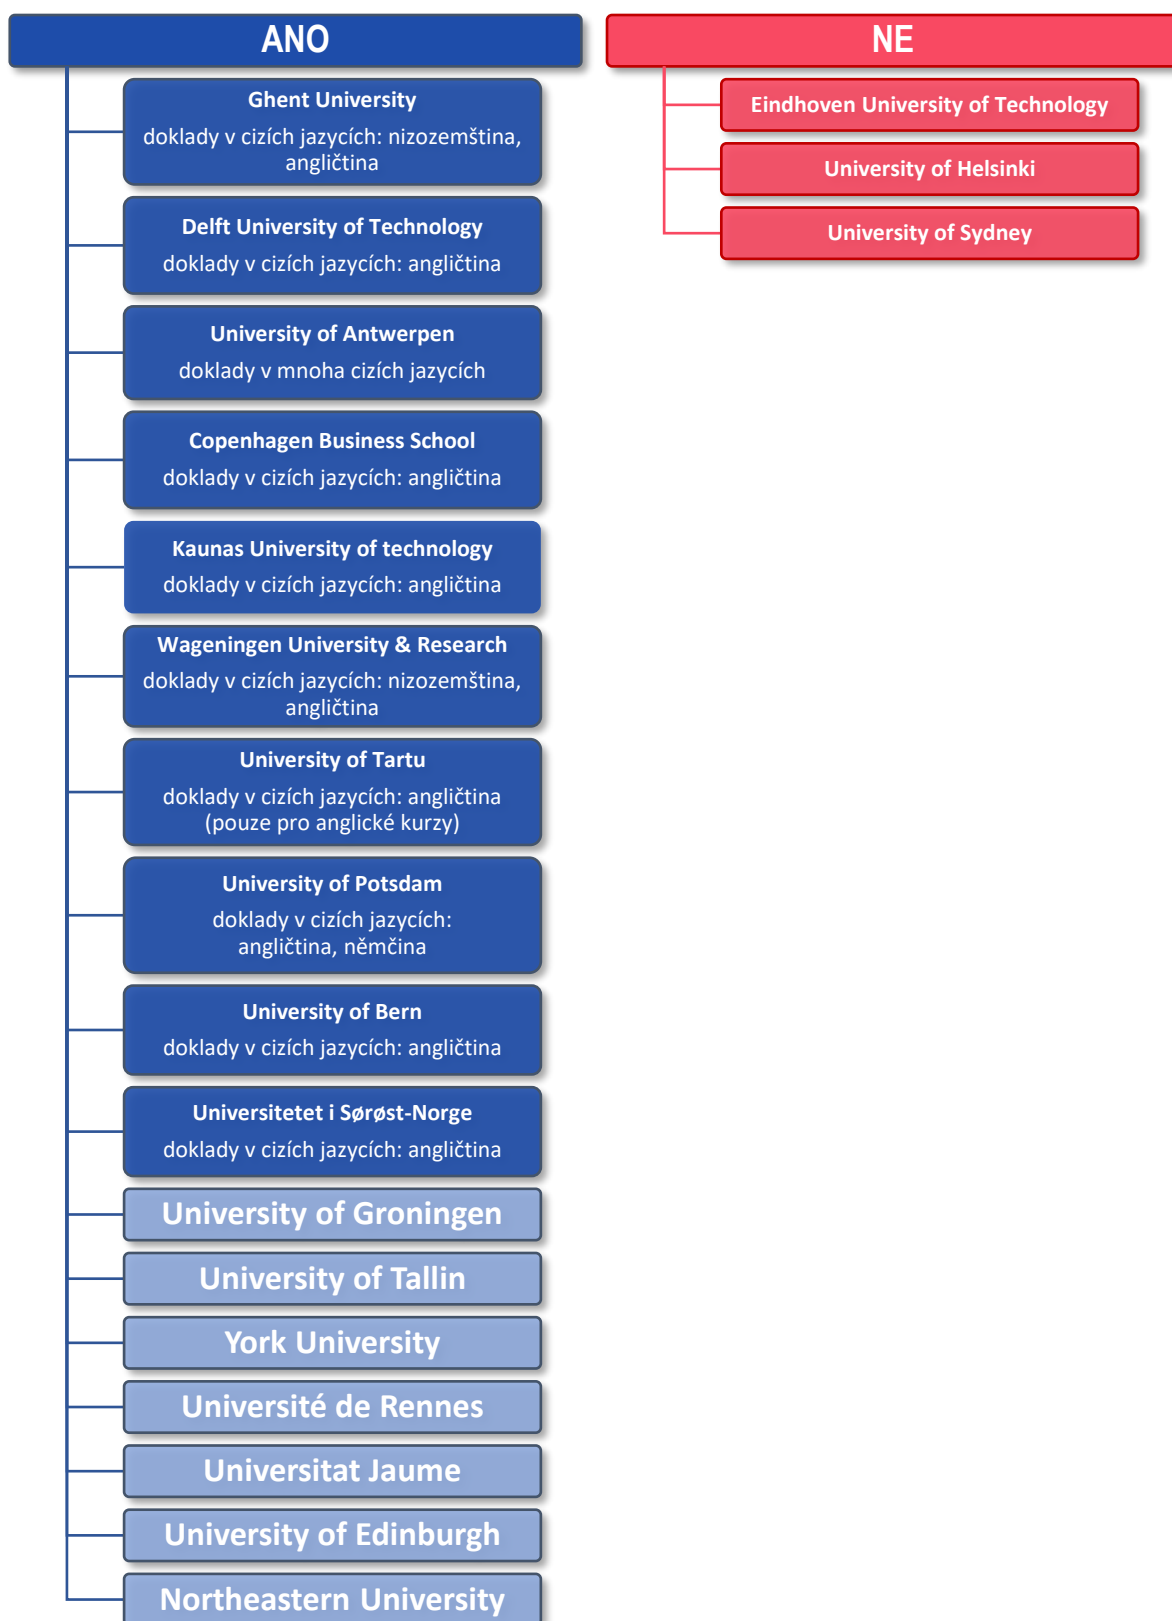 ANO
Ghent University
doklady v cizích jazycích: nizozemština,
angličtina
Delft University of Technology
doklady v cizích jazycích: angličtina
University of Antwerpen
doklady v mnoha cizích jazycích
Copenhagen Business School
doklady v cizích jazycích: angličtina
Kaunas University of technology
doklady v cizích jazycích: angličtina
Wageningen University & Research
doklady v cizích jazycích: nizozemština,
angličtina
University of Tartu
doklady v cizích jazycích: angličtina
(pouze pro anglické kurzy)
University of Potsdam
doklady v cizích jazycích:
angličtina, němčina
University of Bern
doklady v cizích jazycích: angličtina
Universitetet i Sørøst-Norge
doklady v cizích jazycích: angličtina
University of Groningen
University of Tallin
York University
Université de Rennes
Universitat Jaume
University of Edinburgh
Northeastern University
NE
Eindhoven University of Technology
University of Helsinki
University of Sydney